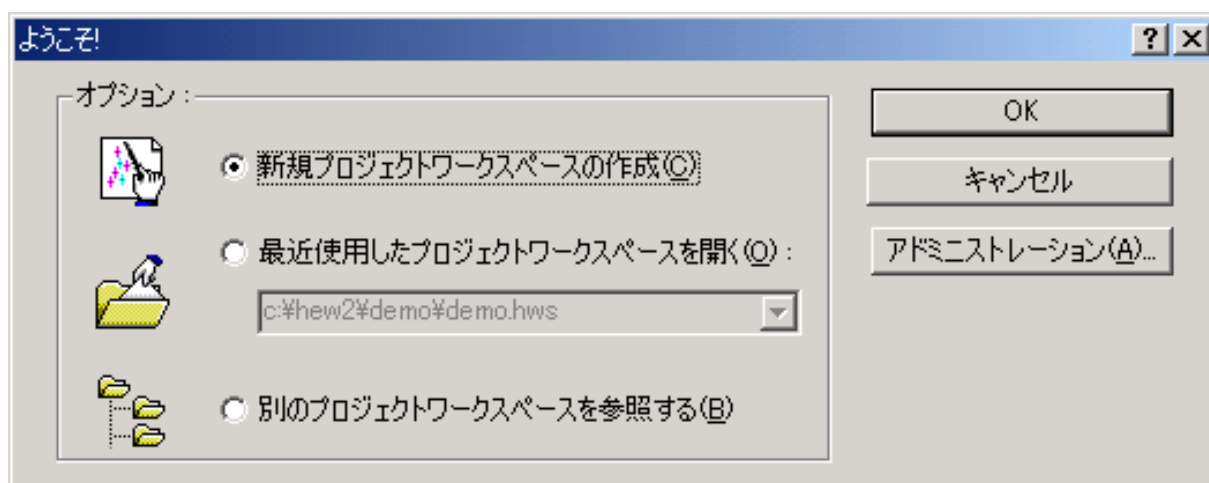 ようこそ!
オプション：
新規プロジェクトワークスペースの作成(C)
最近使用したプロジェクトワークスペースを開く(O)：
c:¥hew2¥demo¥demo.hws
別のプロジェクトワークスペースを参照する(B)
OK
キャンセル
アドミニストレーション(A)...